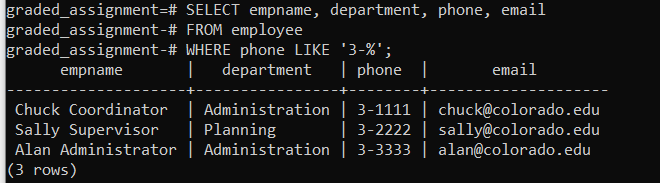 graded_assignment=# SELECT empname, department, phone, email
graded_assignment-# FROM employee
graded_assignment-# WHERE phone LIKE '3-%';
      empname       |   department   | phone  |       email
--------------------+----------------+--------+--------------------
 Chuck Coordinator  | Administration | 3-1111 | chuck@colorado.edu
 Sally Supervisor   | Planning       | 3-2222 | sally@colorado.edu
 Alan Administrator | Administration | 3-3333 | alan@colorado.edu
(3 rows)